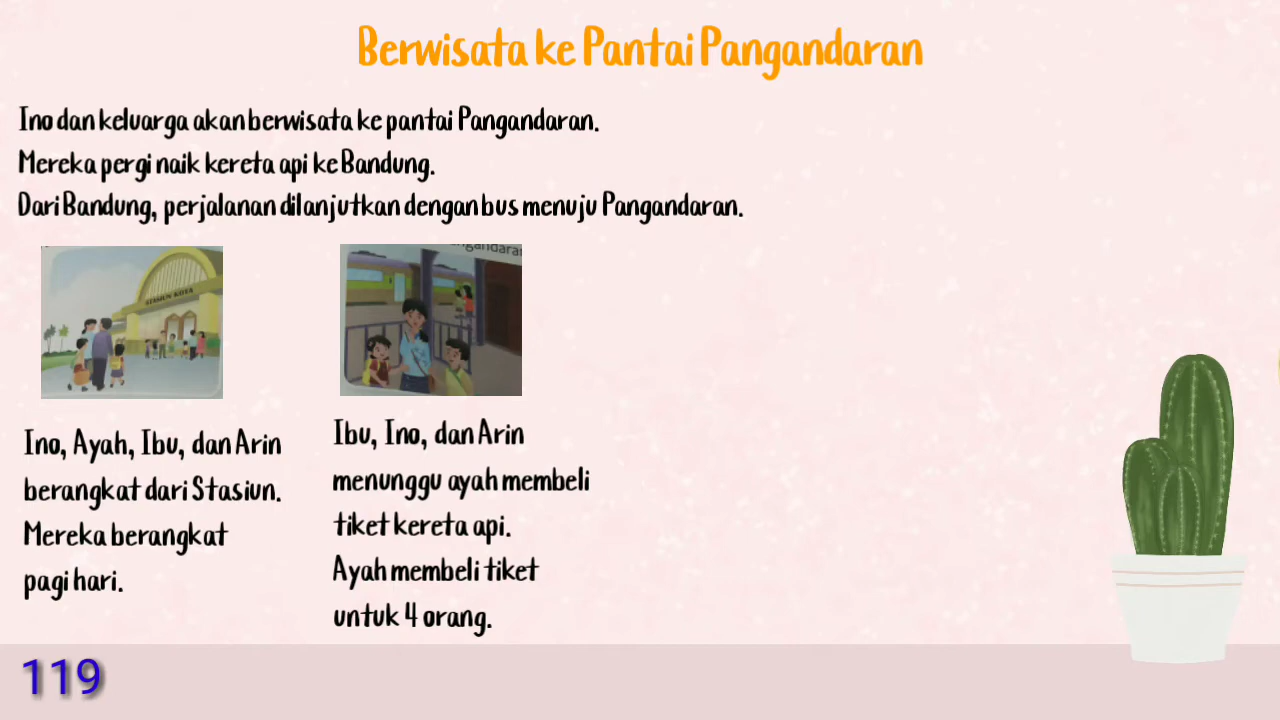 Berwisata ke Pantai Pangandaran
Ino dan keluarga akan berwisata ke pantai Pangandaran.
Mereka pergi naik kereta api ke Bandung.
Dari Bandung, perjalanan dilanjutkan dengan bus menuju Pangandaran.
STASIUN KOTA
Ino, Ayah, Ibu, dan Arin
berangkat dari Stasiun.
Mereka berangkat
pagi hari.
Ibu, Ino, dan Arin
menunggu ayah membeli
tiket kereta api.
Ayah membeli tiket
untuk 4 orang.
119